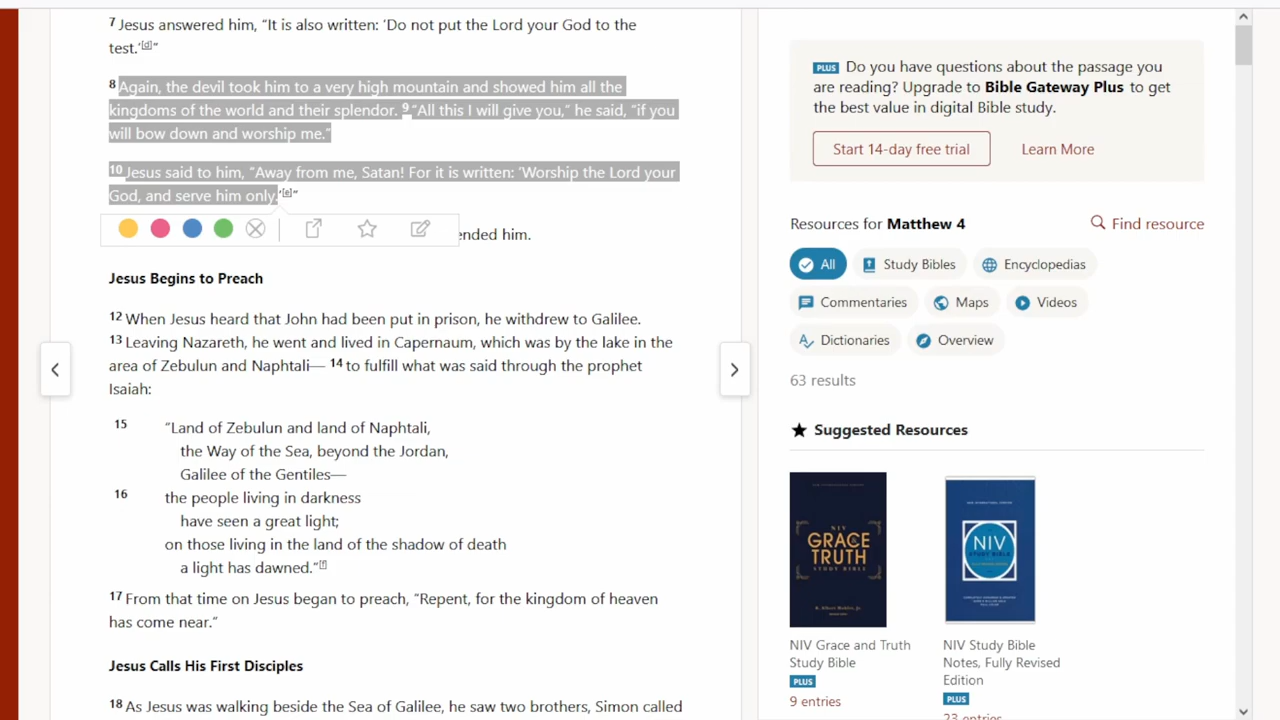 7 Jesus answered him, “It is also written: ‘Do not put the Lord your God to the
test.’[d]”
8 Again, the devil took him to a very high mountain and showed him all the
kingdoms of the world and their splendor. 9 “All this I will give you,” he said, “if you
will bow down and worship me.”
10 Jesus said to him, “Away from me, Satan! For it is written: ‘Worship the Lord your
God, and serve him only.’[e]”
ended him.
Jesus Begins to Preach
12 When Jesus heard that John had been put in prison, he withdrew to Galilee.
13 Leaving Nazareth, he went and lived in Capernaum, which was by the lake in the
area of Zebulun and Naphtali— 14 to fulfill what was said through the prophet
Isaiah:
15 “Land of Zebulun and land of Naphtali,
the Way of the Sea, beyond the Jordan,
Galilee of the Gentiles—
16 the people living in darkness
have seen a great light;
on those living in the land of the shadow of death
a light has dawned.”[f]
17 From that time on Jesus began to preach, “Repent, for the kingdom of heaven
has come near.”
Jesus Calls His First Disciples
18 As Jesus was walking beside the Sea of Galilee, he saw two brothers, Simon called
PLUS Do you have questions about the passage you
are reading? Upgrade to Bible Gateway Plus to get
the best value in digital Bible study.
Start 14-day free trial Learn More
Resources for Matthew 4 Find resource
All Study Bibles Encyclopedias
Commentaries Maps Videos
Dictionaries Overview
63 results
Suggested Resources
NIV
GRACE &
TRUTH
STUDY BIBLE
NIV
STUDY BIBLE
NIV Grace and Truth
Study Bible
PLUS
9 entries
NIV Study Bible
Notes, Fully Revised
Edition
PLUS
23 entries